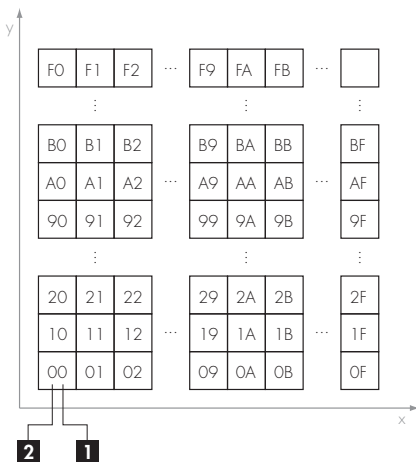 y
F0 F1 F2 ... F9 FA FB ...
⋮ ⋮ ⋮
B0 B1 B2 B9 BA BB BF
A0 A1 A2 ... A9 AA AB ... AF
90 91 92 99 9A 9B 9F
⋮ ⋮ ⋮
20 21 22 29 2A 2B 2F
10 11 12 ... 19 1A 1B ... 1F
00 01 02 09 0A 0B 0F
x
2 1